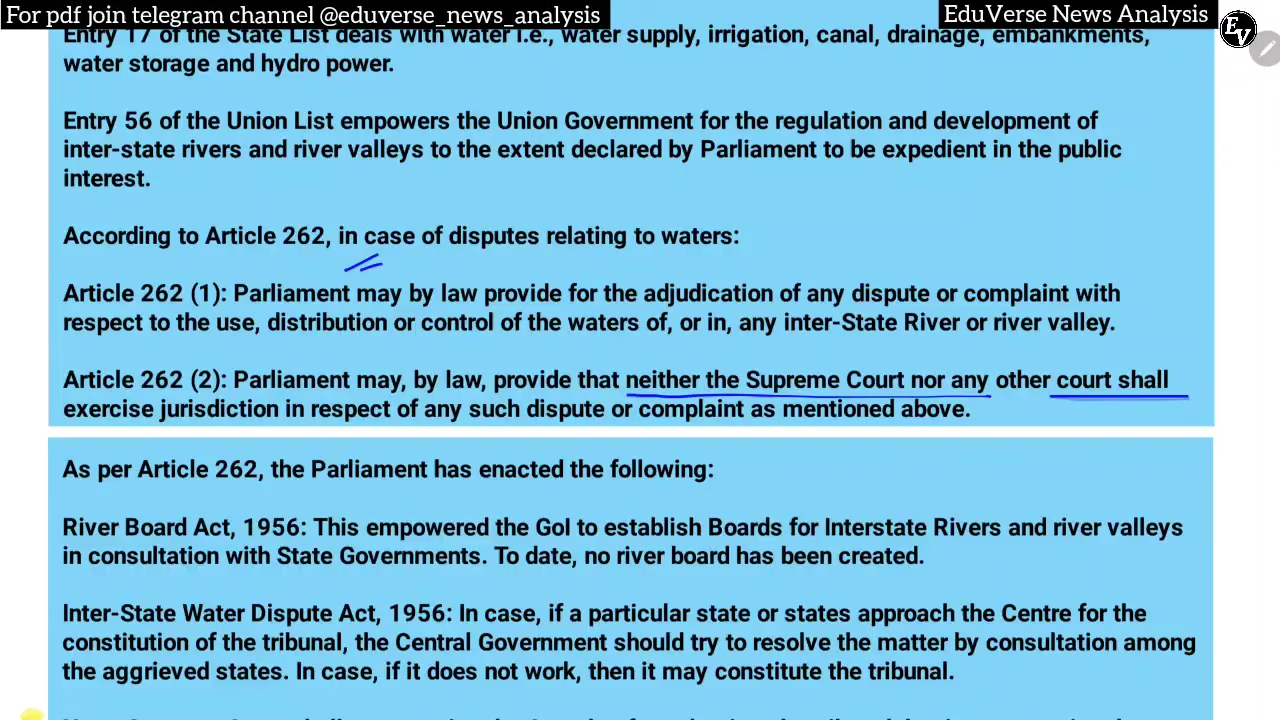 For pdf join telegram channel @eduverse_news_analysis
EduVerse News Analysis
EV
Entry 17 of the State List deals with water i.e., water supply, irrigation, canal, drainage, embankments,
water storage and hydro power.
Entry 56 of the Union List empowers the Union Government for the regulation and development of
inter-state rivers and river valleys to the extent declared by Parliament to be expedient in the public
interest.
According to Article 262, in case of disputes relating to waters:
Article 262 (1): Parliament may by law provide for the adjudication of any dispute or complaint with
respect to the use, distribution or control of the waters of, or in, any inter-State River or river valley.
Article 262 (2): Parliament may, by law, provide that neither the Supreme Court nor any other court shall
exercise jurisdiction in respect of any such dispute or complaint as mentioned above.
As per Article 262, the Parliament has enacted the following:
River Board Act, 1956: This empowered the GoI to establish Boards for Interstate Rivers and river valleys
in consultation with State Governments. To date, no river board has been created.
Inter-State Water Dispute Act, 1956: In case, if a particular state or states approach the Centre for the
constitution of the tribunal, the Central Government should try to resolve the matter by consultation among
the aggrieved states. In case, if it does not work, then it may constitute the tribunal.